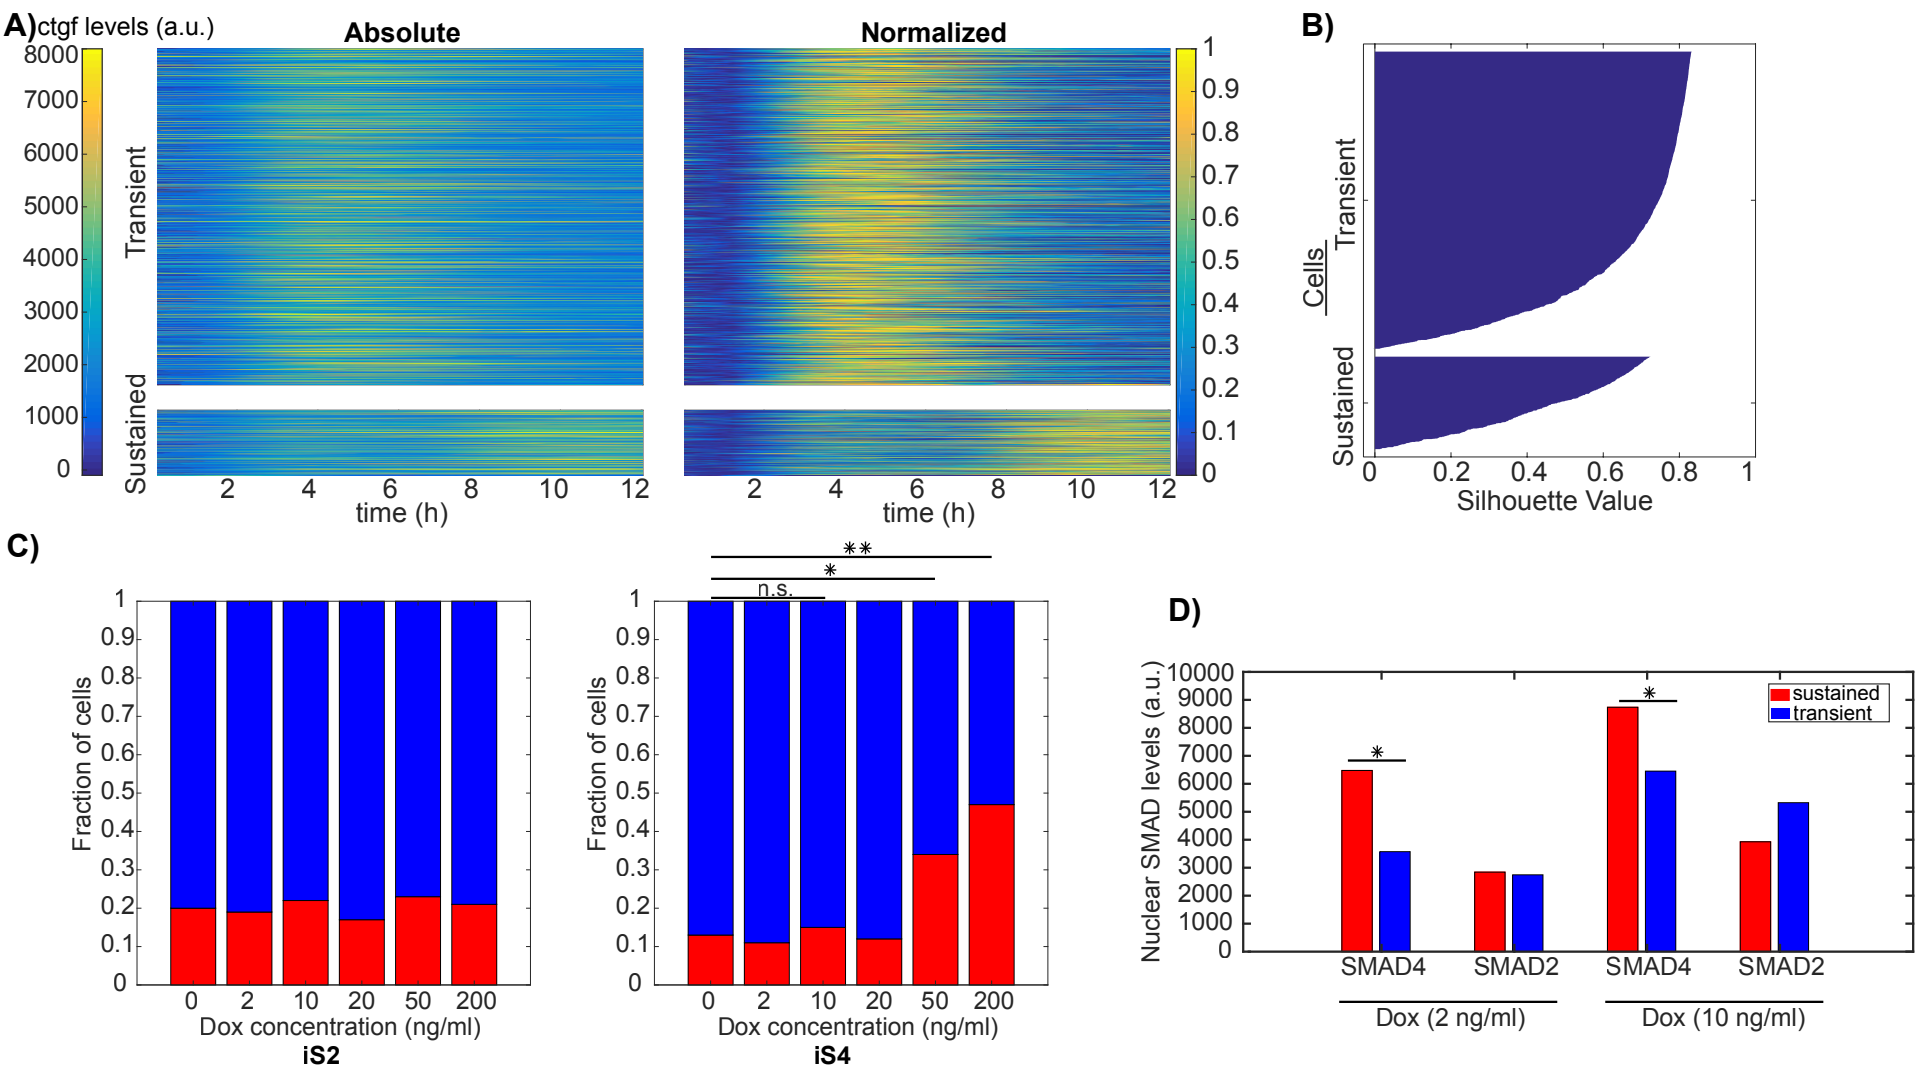 A)
ctgf levels (a.u.)
Absolute
Normalized
8000
7000
6000
5000
4000
3000
2000
1000
0
Transient
Sustained
2 4 6 8 10 12
time (h)
2 4 6 8 10 12
time (h)
1
0.9
0.8
0.7
0.6
0.5
0.4
0.3
0.2
0.1
0
B)
Cells
Transient
Sustained
0 0.2 0.4 0.6 0.8 1
Silhouette Value
C)
1
0.9
0.8
0.7
0.6
0.5
0.4
0.3
0.2
0.1
0
Fraction of cells
0 2 10 20 50 200
Dox concentration (ng/ml)
iS2
**
*
n.s.
1
0.9
0.8
0.7
0.6
0.5
0.4
0.3
0.2
0.1
0
Fraction of cells
0 2 10 20 50 200
Dox concentration (ng/ml)
iS4
D)
Nuclear SMAD levels (a.u.)
10000
9000
8000
7000
6000
5000
4000
3000
2000
1000
0
*
*
sustained
transient
SMAD4 SMAD2 SMAD4 SMAD2
Dox (2 ng/ml) Dox (10 ng/ml)